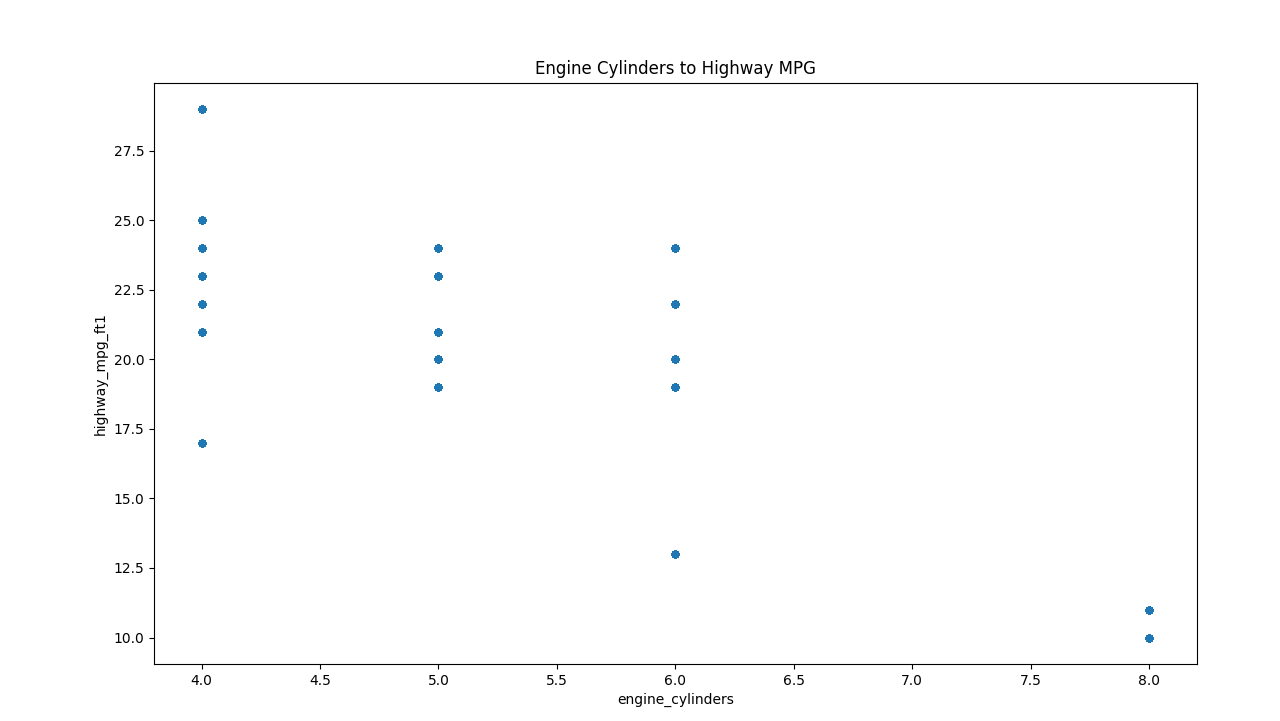 Engine Cylinders to Highway MPG
27.5
25.0
22.5
20.0
17.5
15.0
12.5
10.0
highway_mpg_ft1
4.0 4.5 5.0 5.5 6.0 6.5 7.0 7.5 8.0
engine_cylinders